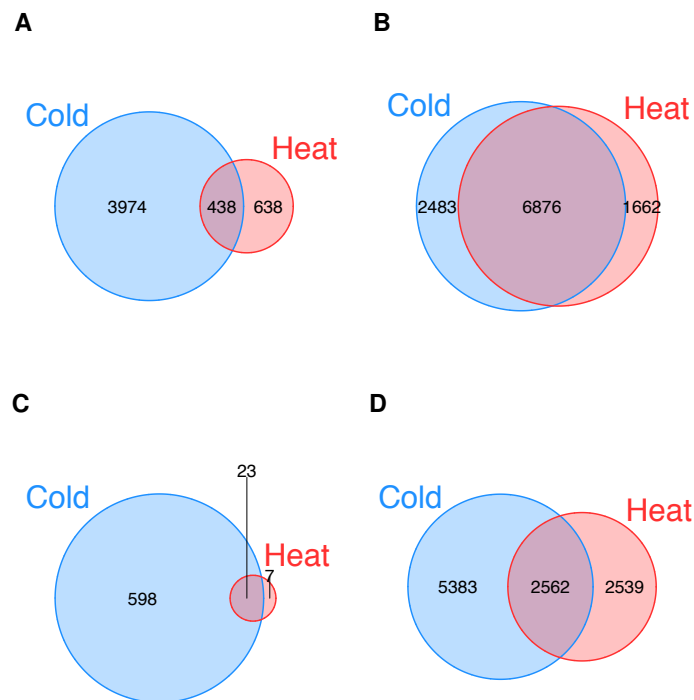 A
Cold
Heat
3974
438
638
B
Cold
Heat
2483
6876
1662
C
23
Cold
Heat
7
598
D
Cold
Heat
5383
2562
2539